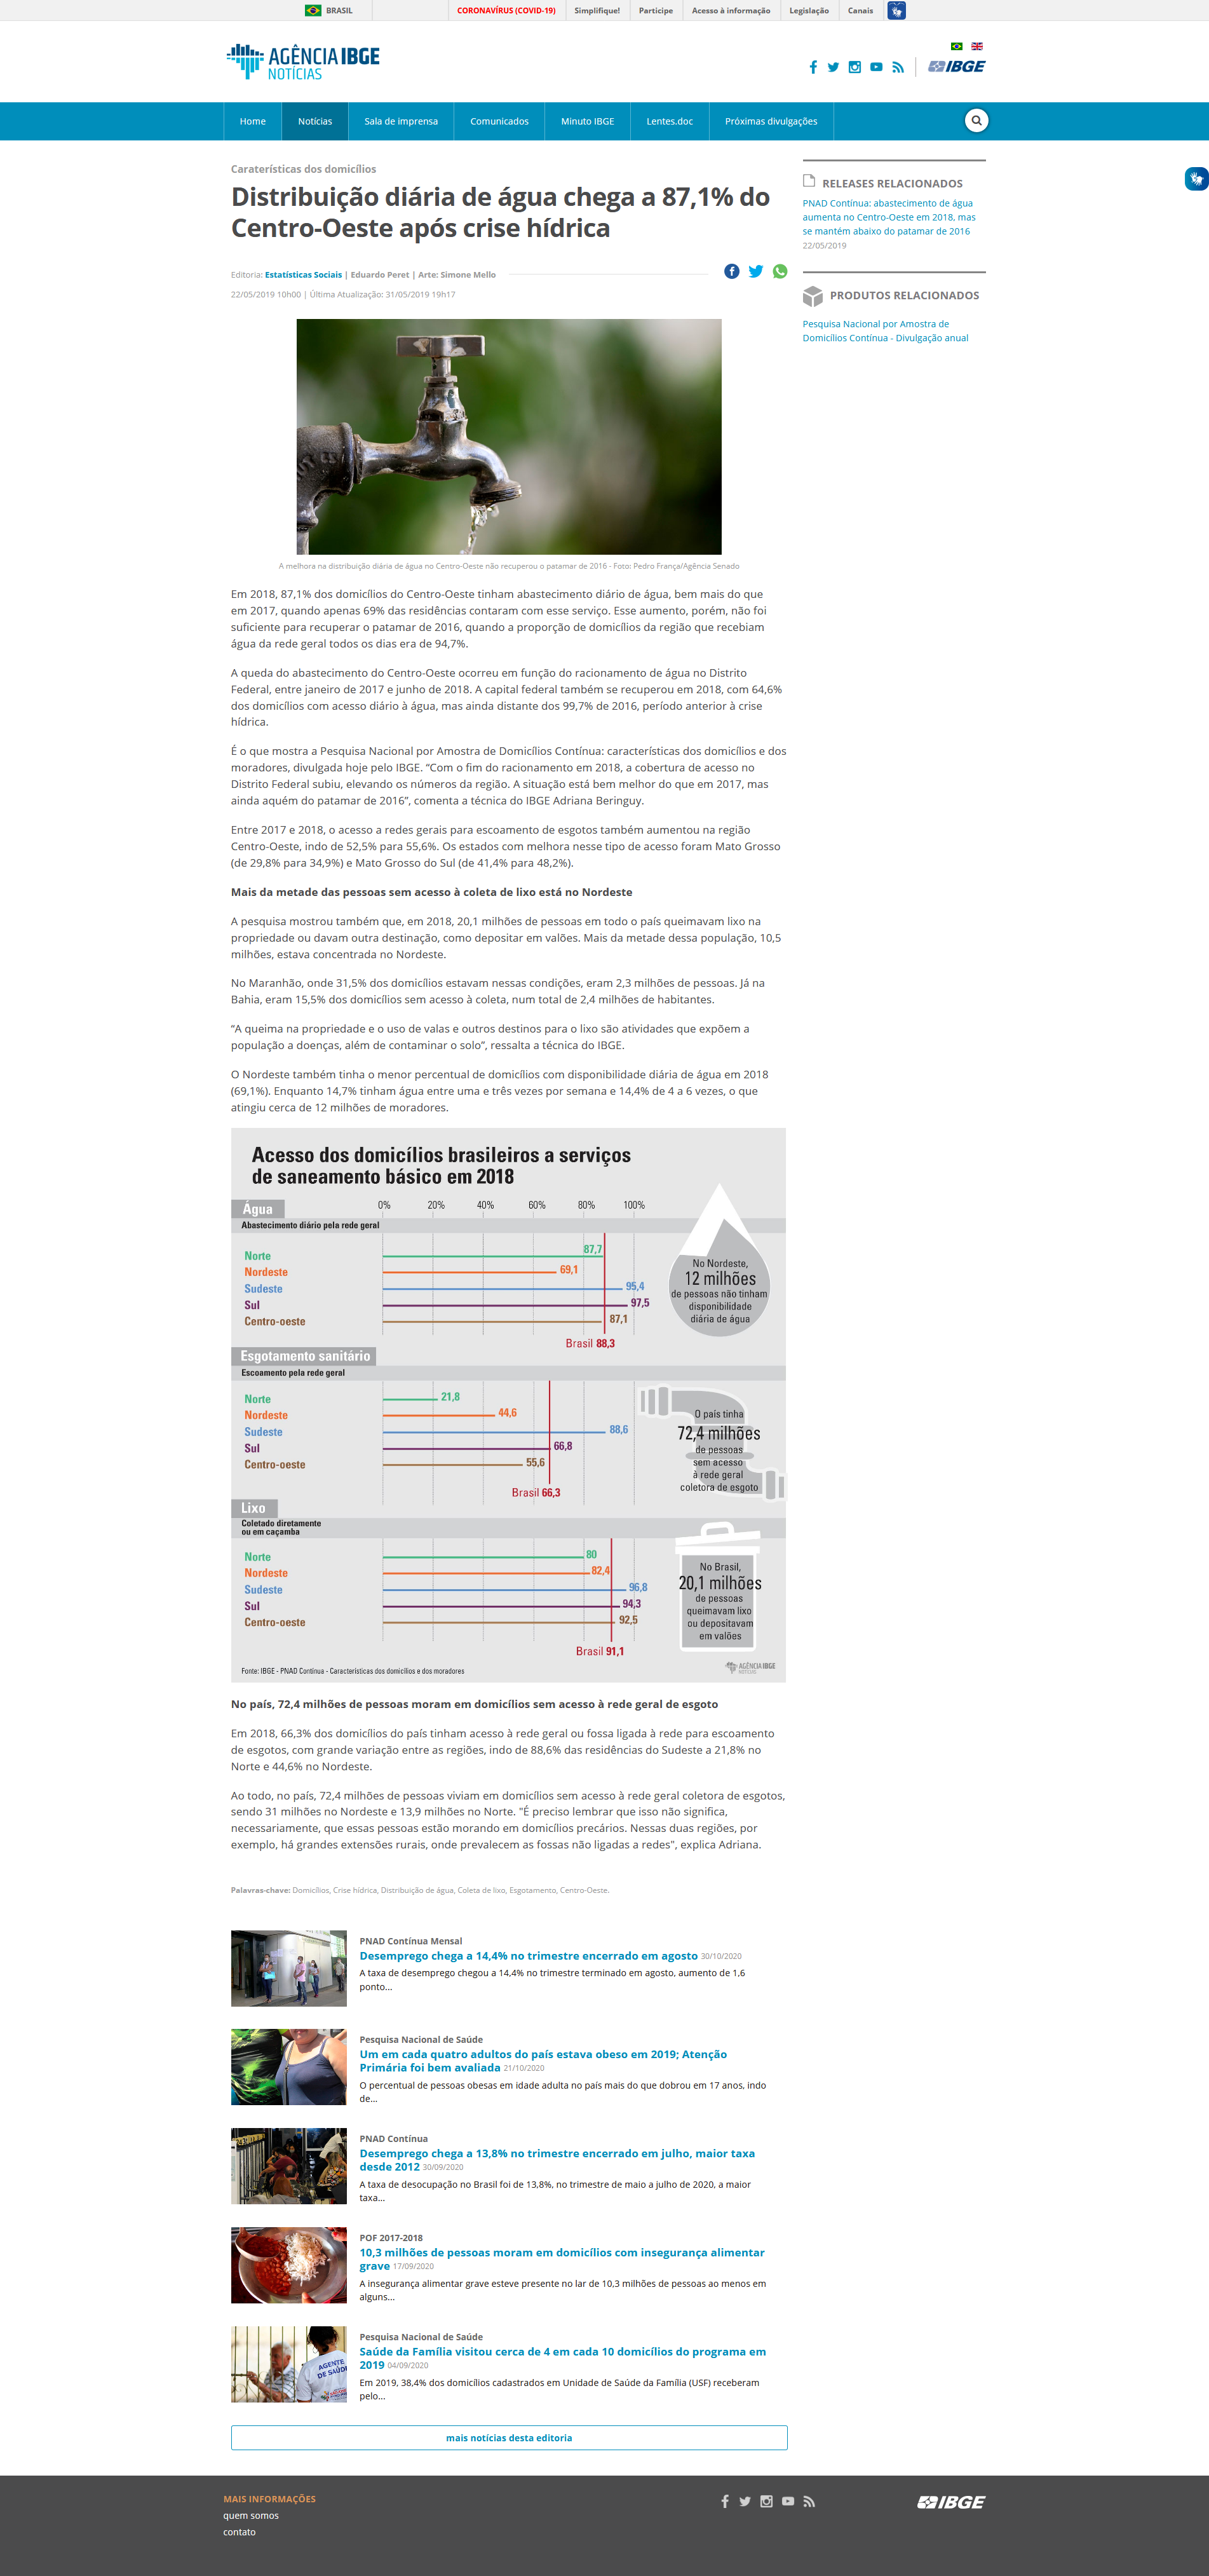 BRASIL
CORONAVÍRUS (COVID-19)
Simplifique!
Participe
Acesso à informação
Legislação
Canais
AGÊNCIA IBGE
NOTÍCIAS
IBGE
Home
Notícias
Sala de imprensa
Comunicados
Minuto IBGE
Lentes.doc
Próximas divulgações
Caraterísticas dos domicílios
Distribuição diária de água chega a 87,1% do
Centro-Oeste após crise hídrica
Editoria: Estatísticas Sociais | Eduardo Peret | Arte: Simone Mello
22/05/2019 10h00 | Última Atualização: 31/05/2019 19h17
A melhora na distribuição diária de água no Centro-Oeste não recuperou o patamar de 2016 - Foto: Pedro França/Agência Senado
Em 2018, 87,1% dos domicílios do Centro-Oeste tinham abastecimento diário de água, bem mais do que
em 2017, quando apenas 69% das residências contaram com esse serviço. Esse aumento, porém, não foi
suficiente para recuperar o patamar de 2016, quando a proporção de domicílios da região que recebiam
água da rede geral todos os dias era de 94,7%.
A queda do abastecimento do Centro-Oeste ocorreu em função do racionamento de água no Distrito
Federal, entre janeiro de 2017 e junho de 2018. A capital federal também se recuperou em 2018, com 64,6%
dos domicílios com acesso diário à água, mas ainda distante dos 99,7% de 2016, período anterior à crise
hídrica.
É o que mostra a Pesquisa Nacional por Amostra de Domicílios Contínua: características dos domicílios e dos
moradores, divulgada hoje pelo IBGE. “Com o fim do racionamento em 2018, a cobertura de acesso no
Distrito Federal subiu, elevando os números da região. A situação está bem melhor do que em 2017, mas
ainda aquém do patamar de 2016”, comenta a técnica do IBGE Adriana Beringuy.
Entre 2017 e 2018, o acesso a redes gerais para escoamento de esgotos também aumentou na região
Centro-Oeste, indo de 52,5% para 55,6%. Os estados com melhora nesse tipo de acesso foram Mato Grosso
(de 29,8% para 34,9%) e Mato Grosso do Sul (de 41,4% para 48,2%).
Mais da metade das pessoas sem acesso à coleta de lixo está no Nordeste
A pesquisa mostrou também que, em 2018, 20,1 milhões de pessoas em todo o país queimavam lixo na
propriedade ou davam outra destinação, como depositar em valões. Mais da metade dessa população, 10,5
milhões, estava concentrada no Nordeste.
No Maranhão, onde 31,5% dos domicílios estavam nessas condições, eram 2,3 milhões de pessoas. Já na
Bahia, eram 15,5% dos domicílios sem acesso à coleta, num total de 2,4 milhões de habitantes.
“A queima na propriedade e o uso de valas e outros destinos para o lixo são atividades que expõem a
população a doenças, além de contaminar o solo”, ressalta a técnica do IBGE.
O Nordeste também tinha o menor percentual de domicílios com disponibilidade diária de água em 2018
(69,1%). Enquanto 14,7% tinham água entre uma e três vezes por semana e 14,4% de 4 a 6 vezes, o que
atingiu cerca de 12 milhões de moradores.
Acesso dos domicílios brasileiros a serviços
de saneamento básico em 2018
Água
0% 20% 40% 60% 80% 100%
Abastecimento diário pela rede geral
Norte 87,7
Nordeste 69,1
Sudeste 95,4
Sul 97,5
Centro-oeste 87,1
Brasil 88,3
No Nordeste,
12 milhões
de pessoas não tinham
disponibilidade
diária de água
Esgotamento sanitário
Escoamento pela rede geral
Norte 21,8
Nordeste 44,6
Sudeste 88,6
Sul 66,8
Centro-oeste 55,6
Brasil 66,3
O país tinha
72,4 milhões
de pessoas
sem acesso
à rede geral
coletora de esgoto
Lixo
Coletado diretamente
ou em caçamba
Norte 80
Nordeste 82,4
Sudeste 96,8
Sul 94,3
Centro-oeste 92,5
Brasil 91,1
No Brasil,
20,1 milhões
de pessoas
queimavam lixo
ou depositavam
em valões
Fonte: IBGE - PNAD Contínua - Características dos domicílios e dos moradores
AGÊNCIA IBGE
NOTÍCIAS
No país, 72,4 milhões de pessoas moram em domicílios sem acesso à rede geral de esgoto
Em 2018, 66,3% dos domicílios do país tinham acesso à rede geral ou fossa ligada à rede para escoamento
de esgotos, com grande variação entre as regiões, indo de 88,6% das residências do Sudeste a 21,8% no
Norte e 44,6% no Nordeste.
Ao todo, no país, 72,4 milhões de pessoas viviam em domicílios sem acesso à rede geral coletora de esgotos,
sendo 31 milhões no Nordeste e 13,9 milhões no Norte. "É preciso lembrar que isso não significa,
necessariamente, que essas pessoas estão morando em domicílios precários. Nessas duas regiões, por
exemplo, há grandes extensões rurais, onde prevalecem as fossas não ligadas a redes", explica Adriana.
Palavras-chave: Domicílios, Crise hídrica, Distribuição de água, Coleta de lixo, Esgotamento, Centro-Oeste.
PNAD Contínua Mensal
Desemprego chega a 14,4% no trimestre encerrado em agosto 30/10/2020
A taxa de desemprego chegou a 14,4% no trimestre terminado em agosto, aumento de 1,6
ponto...
Pesquisa Nacional de Saúde
Um em cada quatro adultos do país estava obeso em 2019; Atenção
Primária foi bem avaliada 21/10/2020
O percentual de pessoas obesas em idade adulta no país mais do que dobrou em 17 anos, indo
de...
PNAD Contínua
Desemprego chega a 13,8% no trimestre encerrado em julho, maior taxa
desde 2012 30/09/2020
A taxa de desocupação no Brasil foi de 13,8%, no trimestre de maio a julho de 2020, a maior
taxa...
POF 2017-2018
10,3 milhões de pessoas moram em domicílios com insegurança alimentar
grave 17/09/2020
A insegurança alimentar grave esteve presente no lar de 10,3 milhões de pessoas ao menos em
alguns...
AGENTE
DE SAÚDE
Pesquisa Nacional de Saúde
Saúde da Família visitou cerca de 4 em cada 10 domicílios do programa em
2019 04/09/2020
Em 2019, 38,4% dos domicílios cadastrados em Unidade de Saúde da Família (USF) receberam
pelo...
mais notícias desta editoria
RELEASES RELACIONADOS
PNAD Contínua: abastecimento de água
aumenta no Centro-Oeste em 2018, mas
se mantém abaixo do patamar de 2016
22/05/2019
PRODUTOS RELACIONADOS
Pesquisa Nacional por Amostra de
Domicílios Contínua - Divulgação anual
MAIS INFORMAÇÕES
quem somos
contato
IBGE